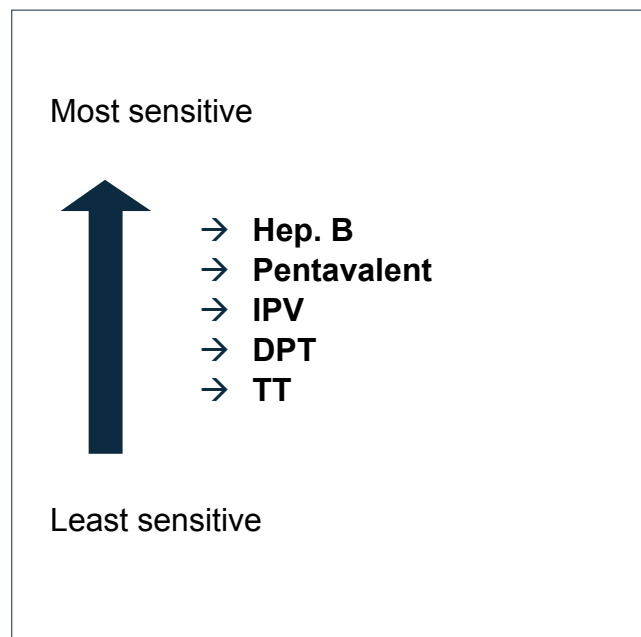 Most sensitive
→ Hep. B
→ Pentavalent
→ IPV
→ DPT
→ TT
Least sensitive